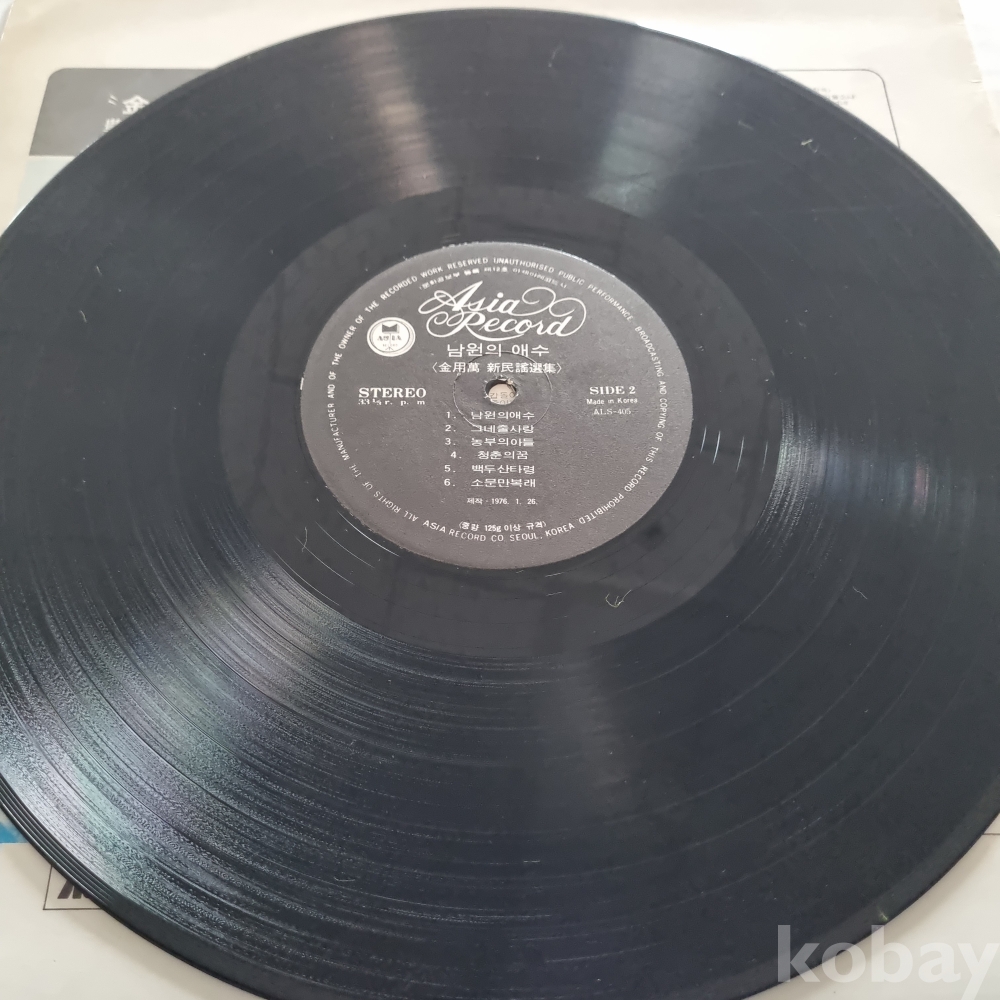 MANUFACTURER AND OF THE OWNER OF THE RECORDED WORK RESERVED UNAUTHORISED PUBLIC PERFORMANCE BROADCASTING AND COPYING OF THIS RECORD PROHIBITED
Asia
Record
남원의 애수
〈金用萬 新民謠選集〉
STEREO
33⅓ r. p. m
SIDE 2
Made in Korea
ALS-405
1. 남원의애수
2. 그네줄사랑
3. 농부의아들
4. 청춘의꿈
5. 백두산타령
6. 소문만복래
제작·1976. 1. 26.
(중량 125g 이상 규격)
ALL RIGHTS OF THE
ASIA RECORD CO. SEOUL, KOREA
kobay